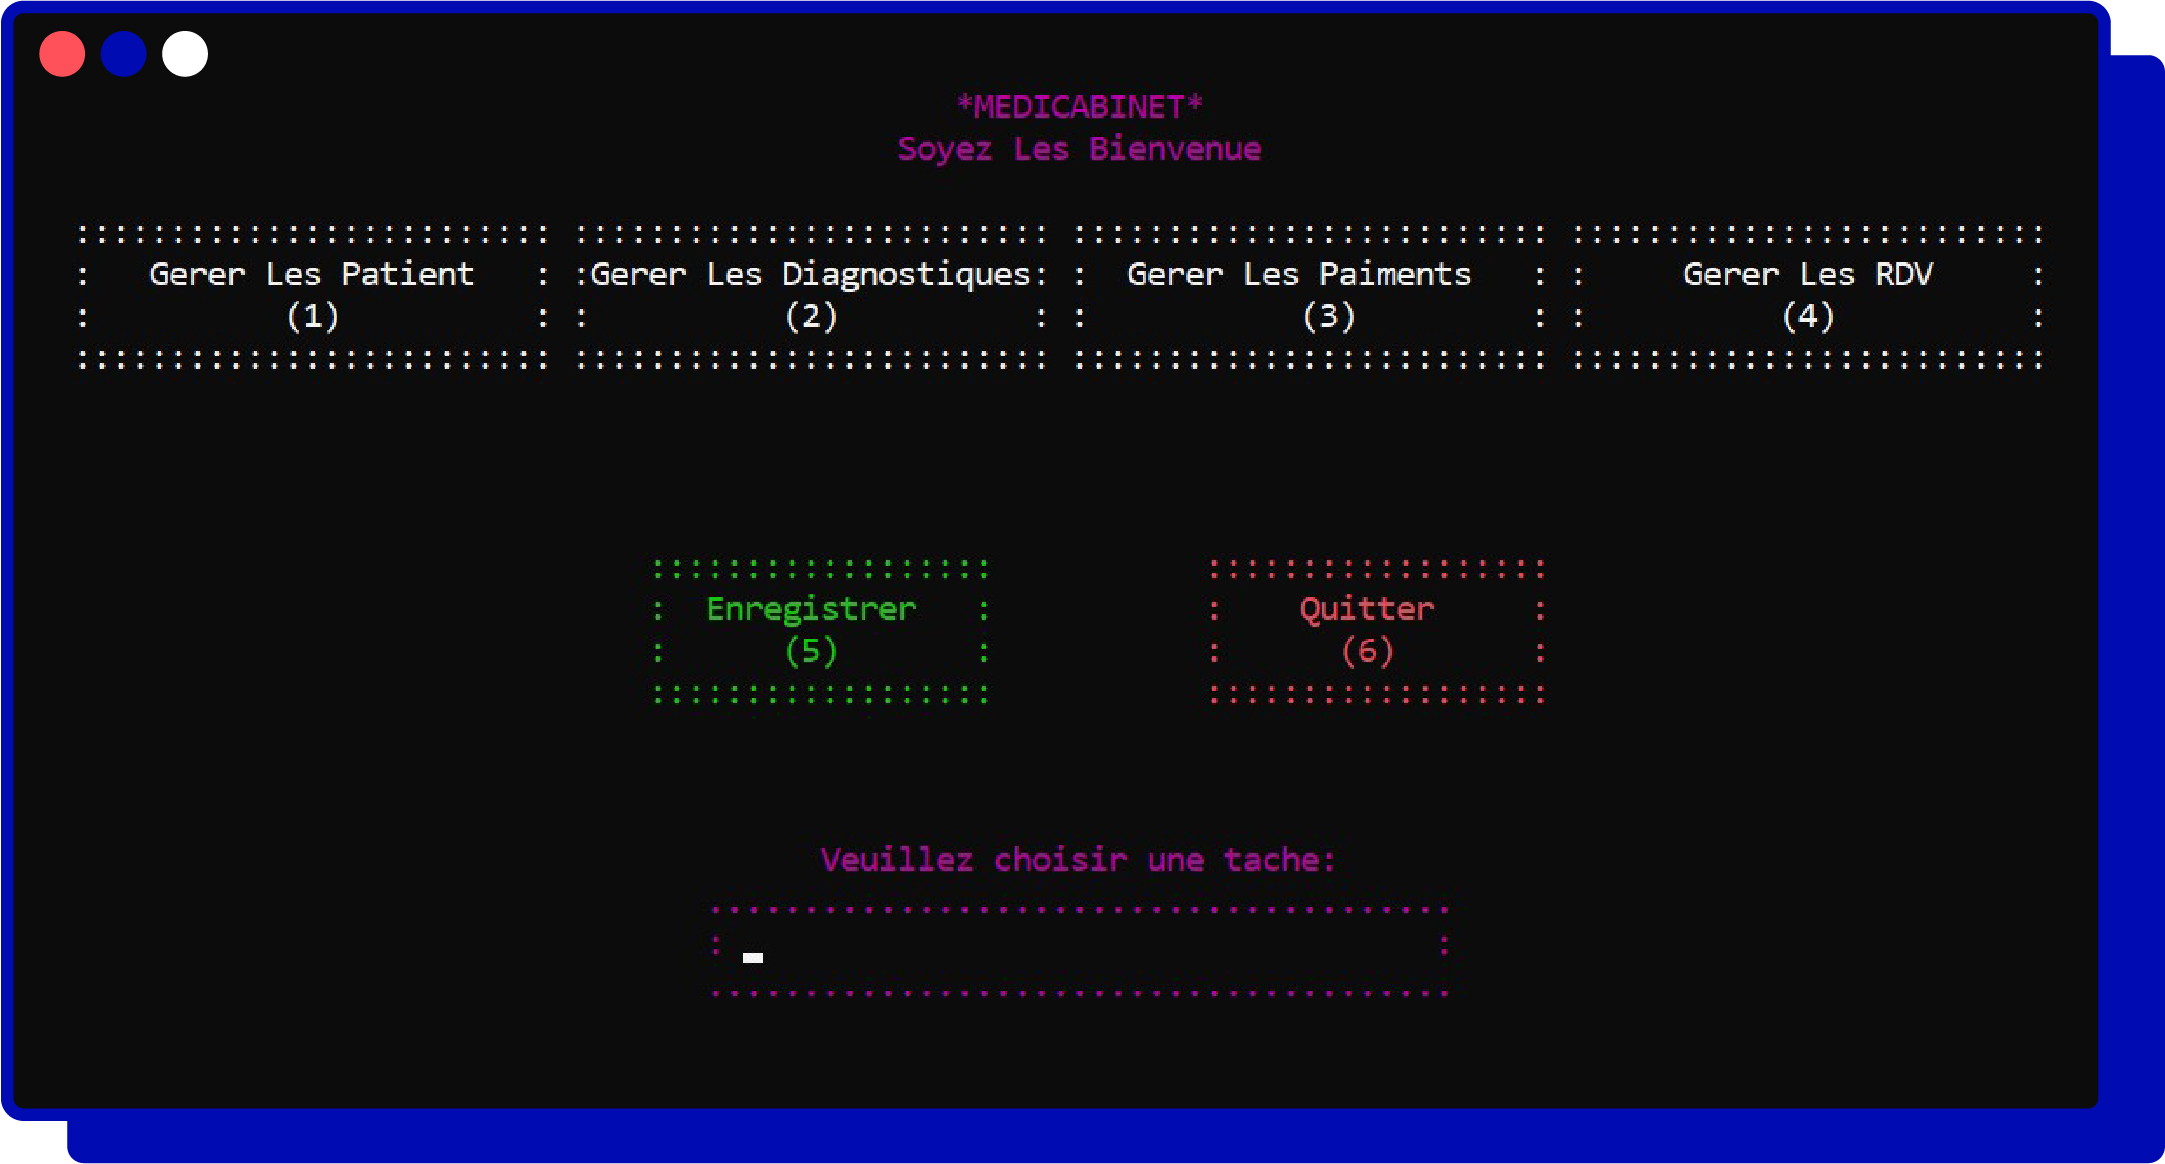 *MEDICABINET*
Soyez Les Bienvenue
Gerer Les Patient Gerer Les Diagnostiques Gerer Les Paiments Gerer Les RDV
(1) (2) (3) (4)
Enregistrer Quitter
(5) (6)
Veuillez choisir une tache: